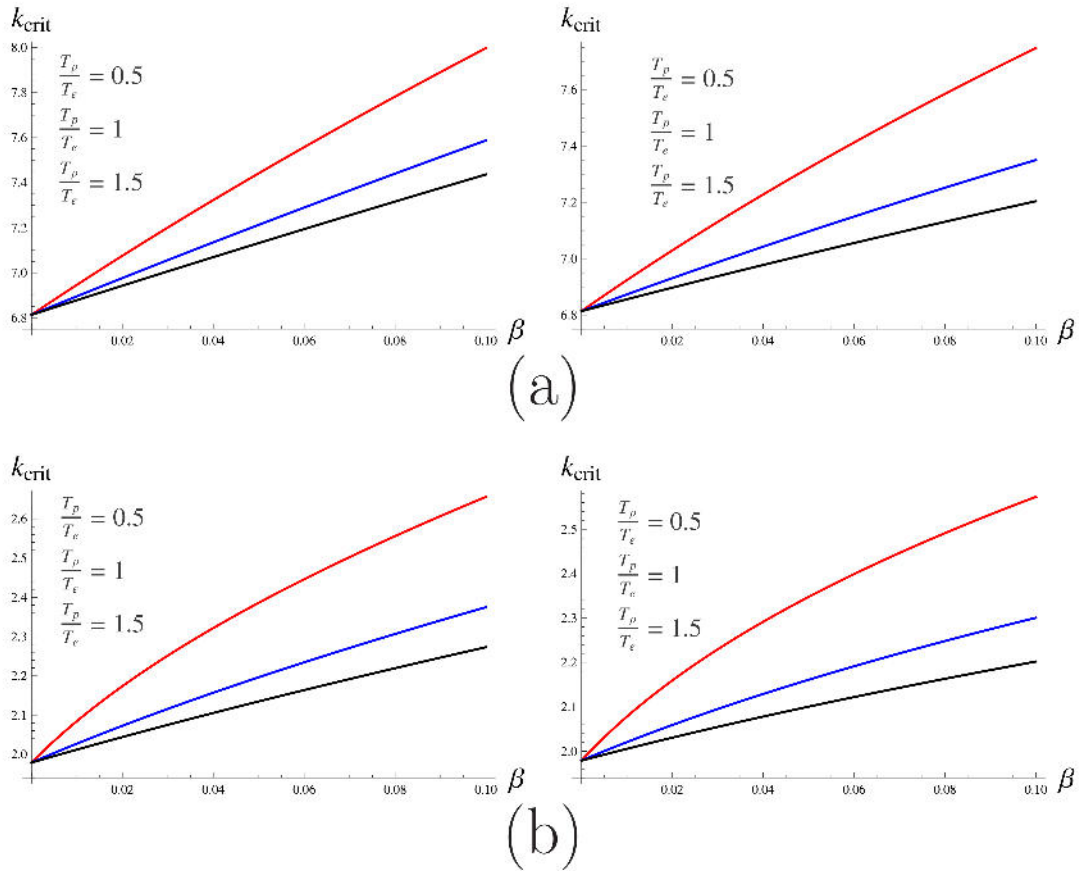 k_crit
8.0
7.8
7.6
7.4
7.2
7.0
6.8
T_p/T_e = 0.5
T_p/T_e = 1
T_p/T_e = 1.5
0.02 0.04 0.06 0.08 0.10 β
k_crit
7.6
7.4
7.2
7.0
6.8
T_p/T_e = 0.5
T_p/T_e = 1
T_p/T_e = 1.5
0.02 0.04 0.06 0.08 0.10 β
(a)
k_crit
2.6
2.5
2.4
2.3
2.2
2.1
2.0
T_p/T_e = 0.5
T_p/T_e = 1
T_p/T_e = 1.5
0.02 0.04 0.06 0.08 0.10 β
k_crit
2.5
2.4
2.3
2.2
2.1
2.0
T_p/T_e = 0.5
T_p/T_e = 1
T_p/T_e = 1.5
0.02 0.04 0.06 0.08 0.10 β
(b)